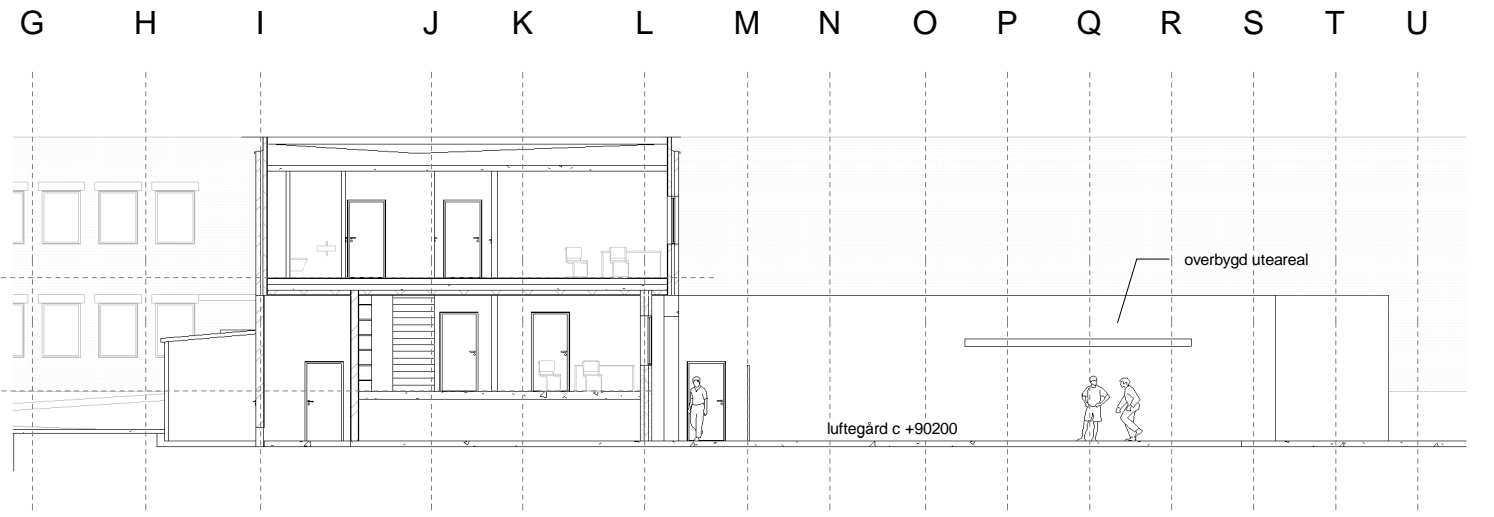 G H I J K L M N O P Q R S T U
overbygd uteareal
luftegård c +90200